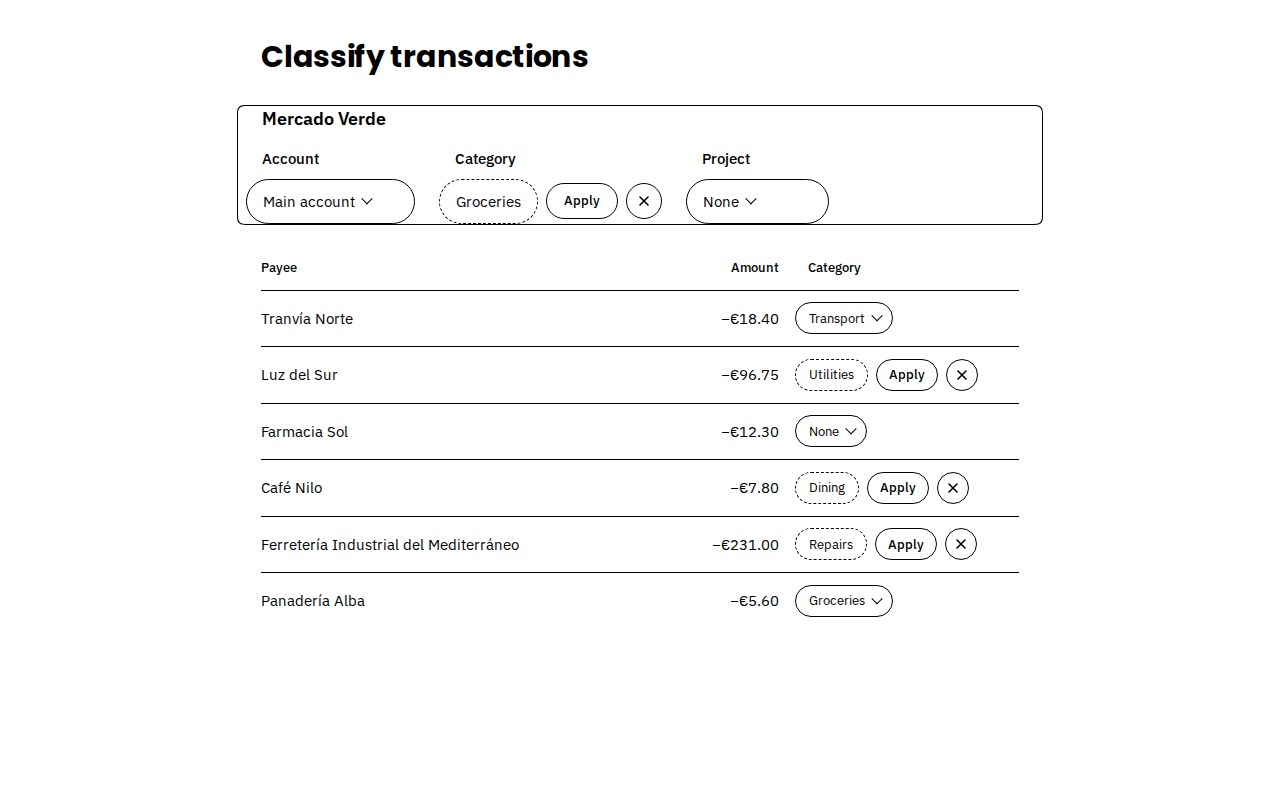 Classify transactions
Mercado Verde
Account Category Project
Main account Groceries Apply None
Payee Amount Category
Tranvía Norte −€18.40 Transport
Luz del Sur −€96.75 Utilities Apply
Farmacia Sol −€12.30 None
Café Nilo −€7.80 Dining Apply
Ferretería Industrial del Mediterráneo −€231.00 Repairs Apply
Panadería Alba −€5.60 Groceries